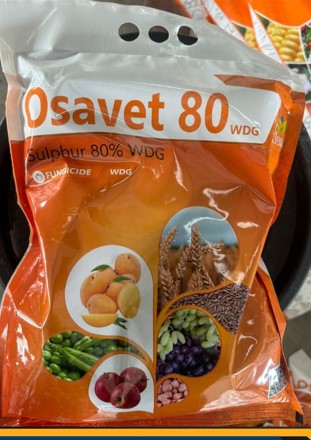 Osavet 80 WDG
Sulphur 80% WDG
FUNGICIDE WDG